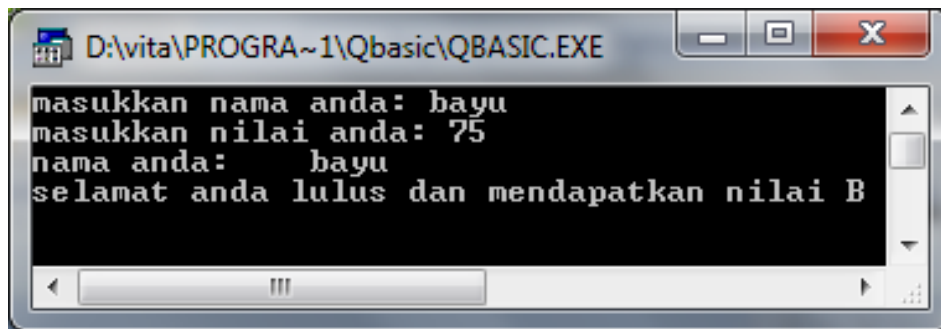 D:\vita\PROGRA~1\Qbasic\QBASIC.EXE
masukkan nama anda: bayu
masukkan nilai anda: 75
nama anda:    bayu
selamat anda lulus dan mendapatkan nilai B